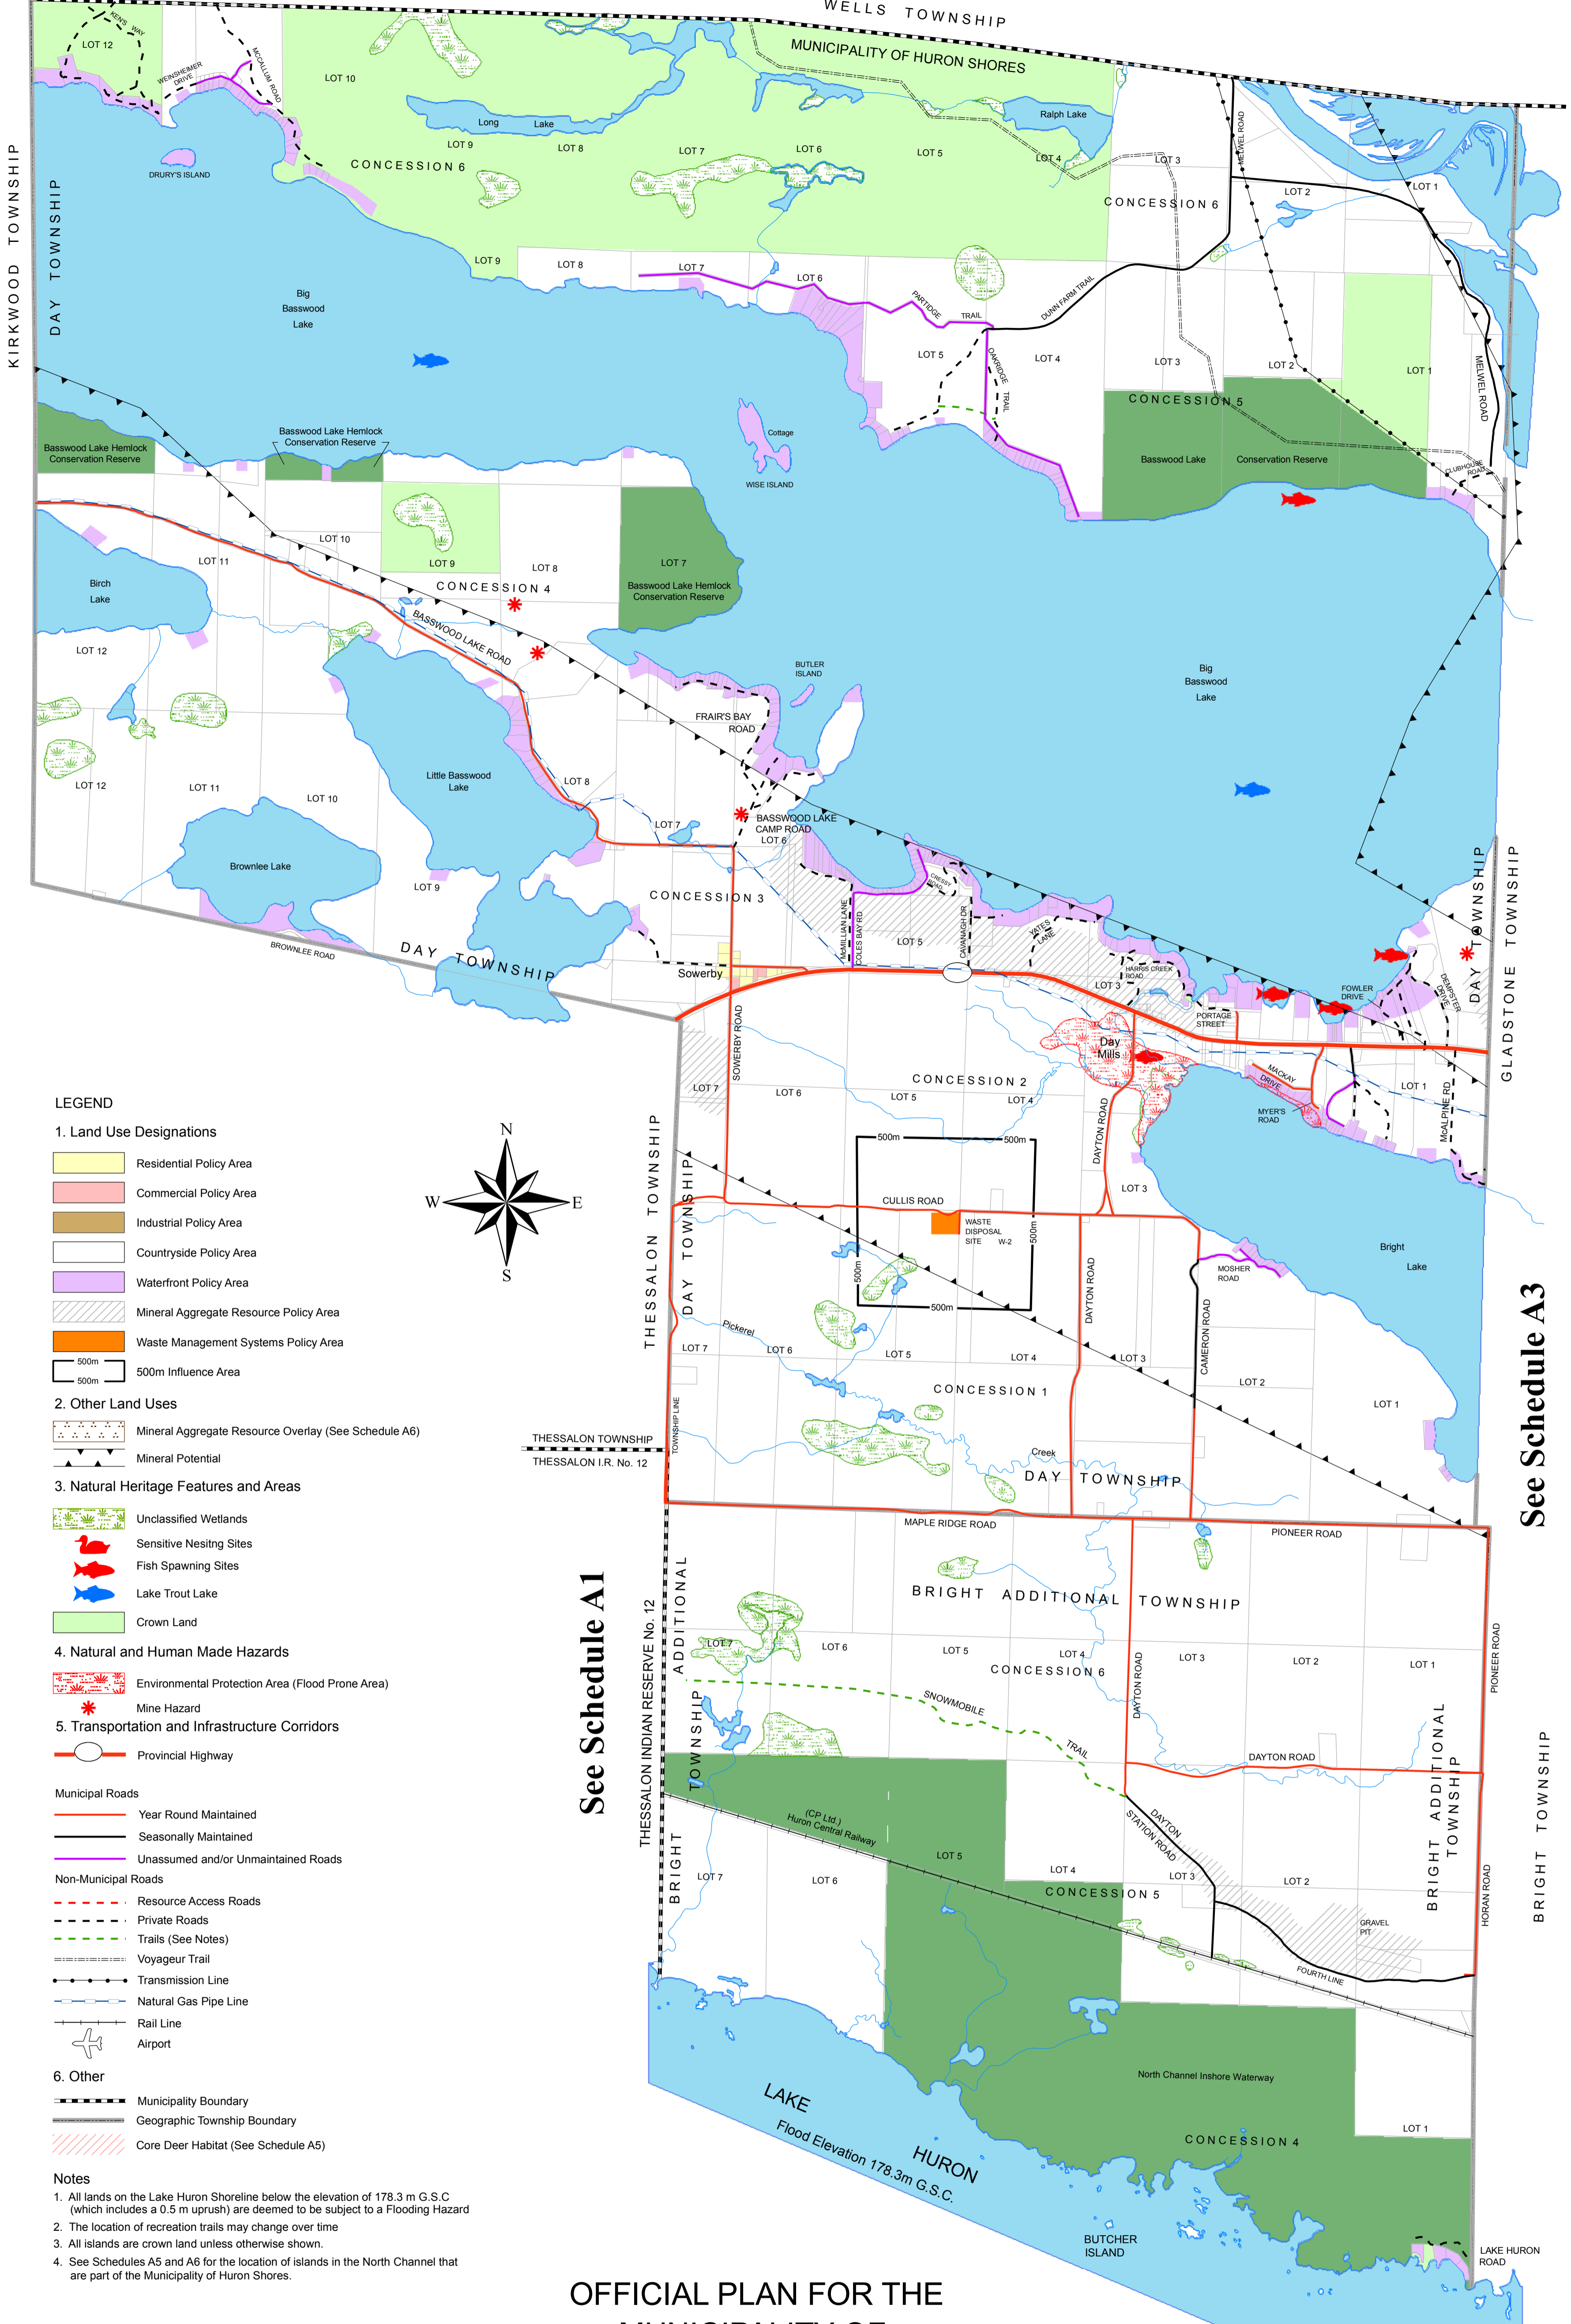 WELLS TOWNSHIP
MUNICIPALITY OF HURON SHORES
KEN'S WAY
LOT 12
WEINSHEIMER
DRIVE
MCCALLUM ROAD
LOT 10
Long Lake
Ralph Lake
MELWEL ROAD
LOT 9
LOT 8
LOT 7
LOT 6
LOT 5
LOT 4
LOT 3
LOT 2
LOT 1
CONCESSION 6
CONCESSION 6
DRURY'S ISLAND
KIRKWOOD TOWNSHIP
DAY TOWNSHIP
LOT 9
LOT 8
LOT 7
LOT 6
PARTIDGE
TRAIL
DUNN FARM TRAIL
OAKRIDGE
TRAIL
Big
Basswood
Lake
LOT 5
LOT 4
LOT 3
LOT 2
LOT 1
MELWEL ROAD
CONCESSION 5
Basswood Lake Hemlock
Conservation Reserve
Basswood Lake Hemlock
Conservation Reserve
Cottage
WISE ISLAND
Basswood Lake
Conservation Reserve
CLUBHOUSE
ROAD
LOT 11
LOT 10
LOT 9
LOT 8
LOT 7
Basswood Lake Hemlock
Conservation Reserve
CONCESSION 4
Birch
Lake
BASSWOOD LAKE ROAD
LOT 12
BUTLER
ISLAND
Big
Basswood
Lake
FRAIR'S BAY
ROAD
LOT 12
LOT 11
LOT 10
Little Basswood
Lake
LOT 8
LOT 7
BASSWOOD LAKE
CAMP ROAD
LOT 6
Brownlee Lake
LOT 9
CONCESSION 3
CRESSY
ROAD
McMILLIAN LANE
COLES BAY RD
LOT 5
CAVANAGH DR
YATES
LANE
HARRIS CREEK
ROAD
LOT 3
BROWNLEE ROAD
DAY TOWNSHIP
Sowerby
PORTAGE
STREET
FOWLER
DRIVE
DEMPSTER
DRIVE
DAY TOWNSHIP
GLADSTONE TOWNSHIP
SOWERBY ROAD
Day
Mills
MACKAY
DRIVE
MYER'S
ROAD
LOT 1
McALPINE RD
LOT 7
LOT 6
CONCESSION 2
LOT 5
LOT 4
DAYTON ROAD
LOT 3
500m
500m
500m
500m
500m
CULLIS ROAD
WASTE
DISPOSAL
SITE W-2
THESSALON TOWNSHIP
DAY TOWNSHIP
DAYTON ROAD
CAMERON ROAD
MOSHER
ROAD
Bright
Lake
See Schedule A3
Pickerel
LOT 7
LOT 6
LOT 5
LOT 4
LOT 3
LOT 2
LOT 1
CONCESSION 1
TOWNSHIP LINE
THESSALON TOWNSHIP
THESSALON I.R. No. 12
Creek
DAY TOWNSHIP
MAPLE RIDGE ROAD
PIONEER ROAD
See Schedule A1
THESSALON INDIAN RESERVE No. 12
BRIGHT ADDITIONAL TOWNSHIP
BRIGHT TOWNSHIP ADDITIONAL
LOT 7
LOT 6
LOT 5
LOT 4
LOT 3
LOT 2
LOT 1
CONCESSION 6
DAYTON ROAD
PIONEER ROAD
SNOWMOBILE
TRAIL
DAYTON ROAD
BRIGHT ADDITIONAL
TOWNSHIP
BRIGHT TOWNSHIP
(CP Ltd.)
Huron Central Railway
DAYTON
STATION ROAD
LOT 7
LOT 6
LOT 5
LOT 4
LOT 3
LOT 2
CONCESSION 5
HORAN ROAD
GRAVEL
PIT
FOURTH LINE
North Channel Inshore Waterway
LOT 1
CONCESSION 4
LAKE
HURON
Flood Elevation 178.3m G.S.C.
BUTCHER
ISLAND
LAKE HURON
ROAD
N
W
E
S
LEGEND
1. Land Use Designations
Residential Policy Area
Commercial Policy Area
Industrial Policy Area
Countryside Policy Area
Waterfront Policy Area
Mineral Aggregate Resource Policy Area
Waste Management Systems Policy Area
500m
500m
500m Influence Area
2. Other Land Uses
Mineral Aggregate Resource Overlay (See Schedule A6)
Mineral Potential
3. Natural Heritage Features and Areas
Unclassified Wetlands
Sensitive Nesitng Sites
Fish Spawning Sites
Lake Trout Lake
Crown Land
4. Natural and Human Made Hazards
Environmental Protection Area (Flood Prone Area)
Mine Hazard
5. Transportation and Infrastructure Corridors
Provincial Highway
Municipal Roads
Year Round Maintained
Seasonally Maintained
Unassumed and/or Unmaintained Roads
Non-Municipal Roads
Resource Access Roads
Private Roads
Trails (See Notes)
Voyageur Trail
Transmission Line
Natural Gas Pipe Line
Rail Line
Airport
6. Other
Municipality Boundary
Geographic Township Boundary
Core Deer Habitat (See Schedule A5)
Notes
1. All lands on the Lake Huron Shoreline below the elevation of 178.3 m G.S.C
(which includes a 0.5 m uprush) are deemed to be subject to a Flooding Hazard
2. The location of recreation trails may change over time
3. All islands are crown land unless otherwise shown.
4. See Schedules A5 and A6 for the location of islands in the North Channel that
are part of the Municipality of Huron Shores.
OFFICIAL PLAN FOR THE
MUNICIPALITY OF